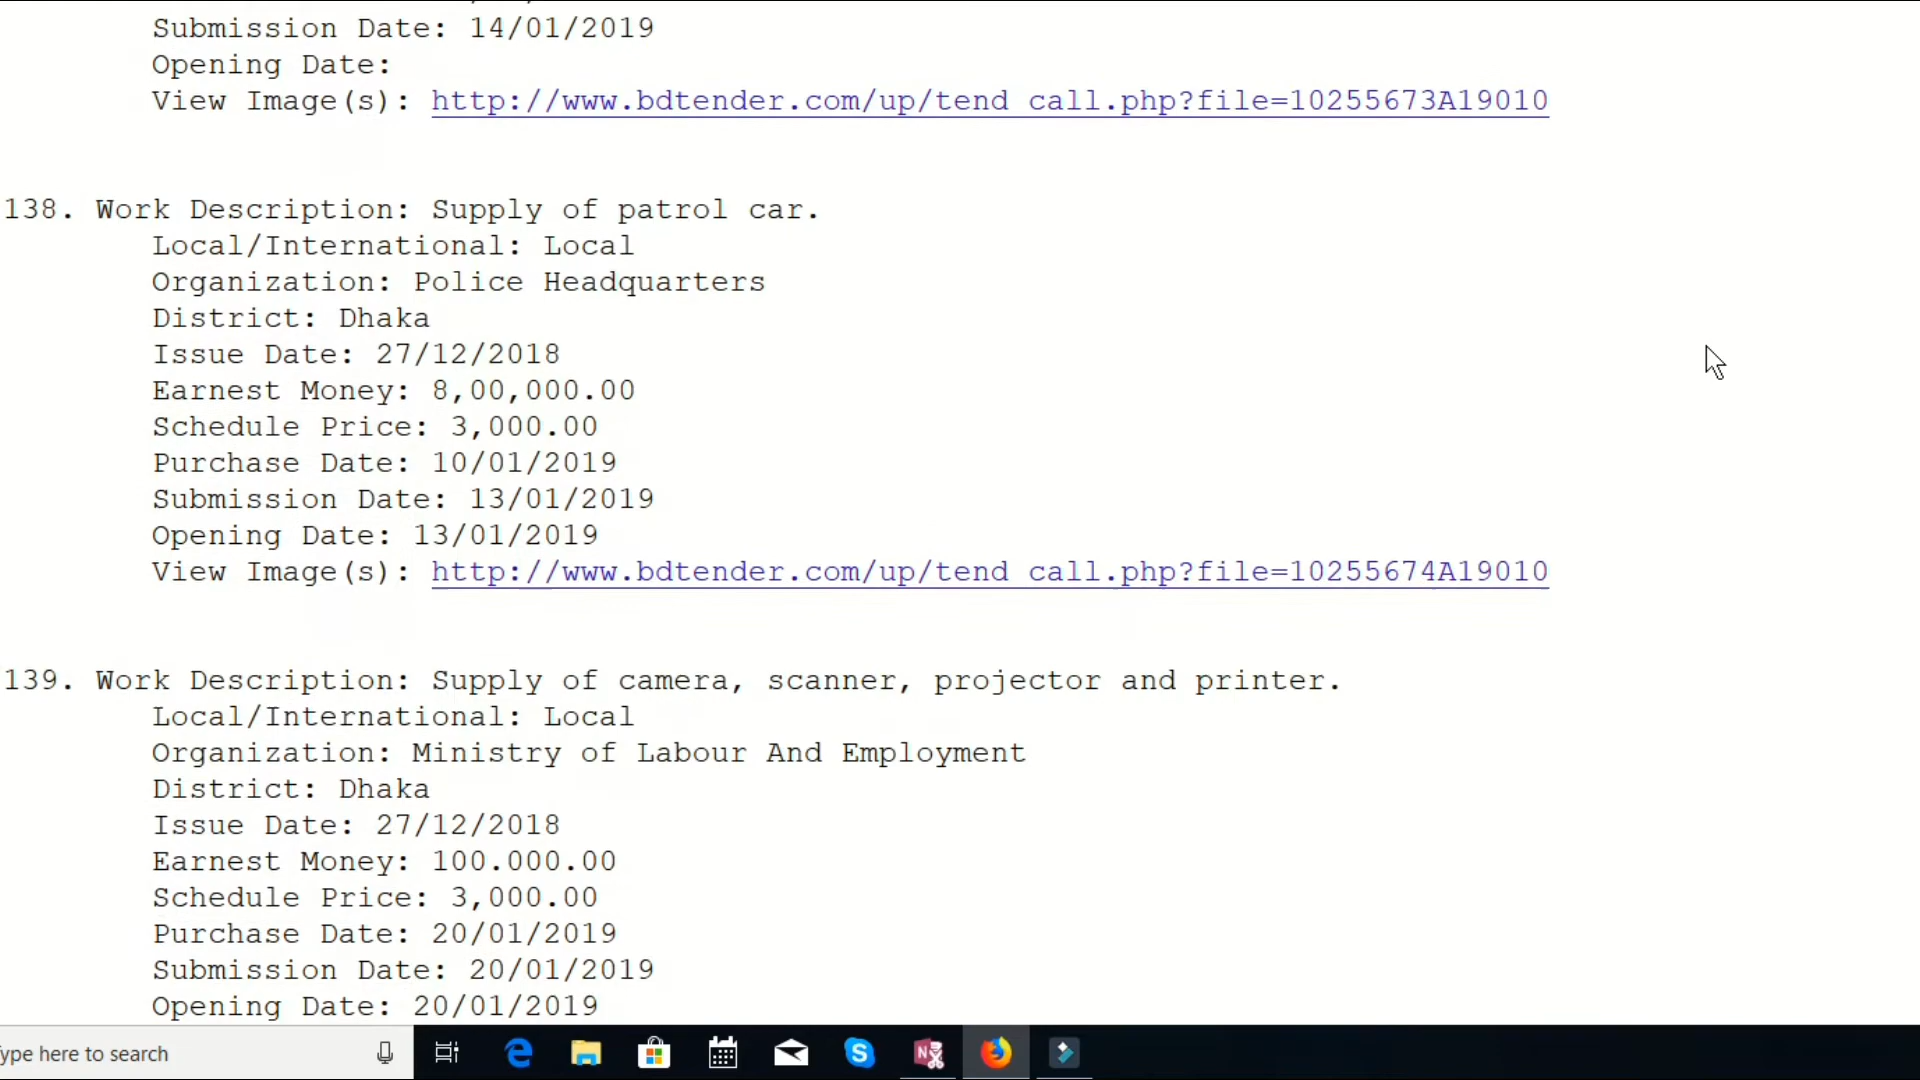 Submission Date: 14/01/2019
Opening Date:
View Image(s): http://www.bdtender.com/up/tend_call.php?file=10255673A19010
138. Work Description: Supply of patrol car.
Local/International: Local
Organization: Police Headquarters
District: Dhaka
Issue Date: 27/12/2018
Earnest Money: 8,00,000.00
Schedule Price: 3,000.00
Purchase Date: 10/01/2019
Submission Date: 13/01/2019
Opening Date: 13/01/2019
View Image(s): http://www.bdtender.com/up/tend_call.php?file=10255674A19010
139. Work Description: Supply of camera, scanner, projector and printer.
Local/International: Local
Organization: Ministry of Labour And Employment
District: Dhaka
Issue Date: 27/12/2018
Earnest Money: 100.000.00
Schedule Price: 3,000.00
Purchase Date: 20/01/2019
Submission Date: 20/01/2019
Opening Date: 20/01/2019
ype here to search